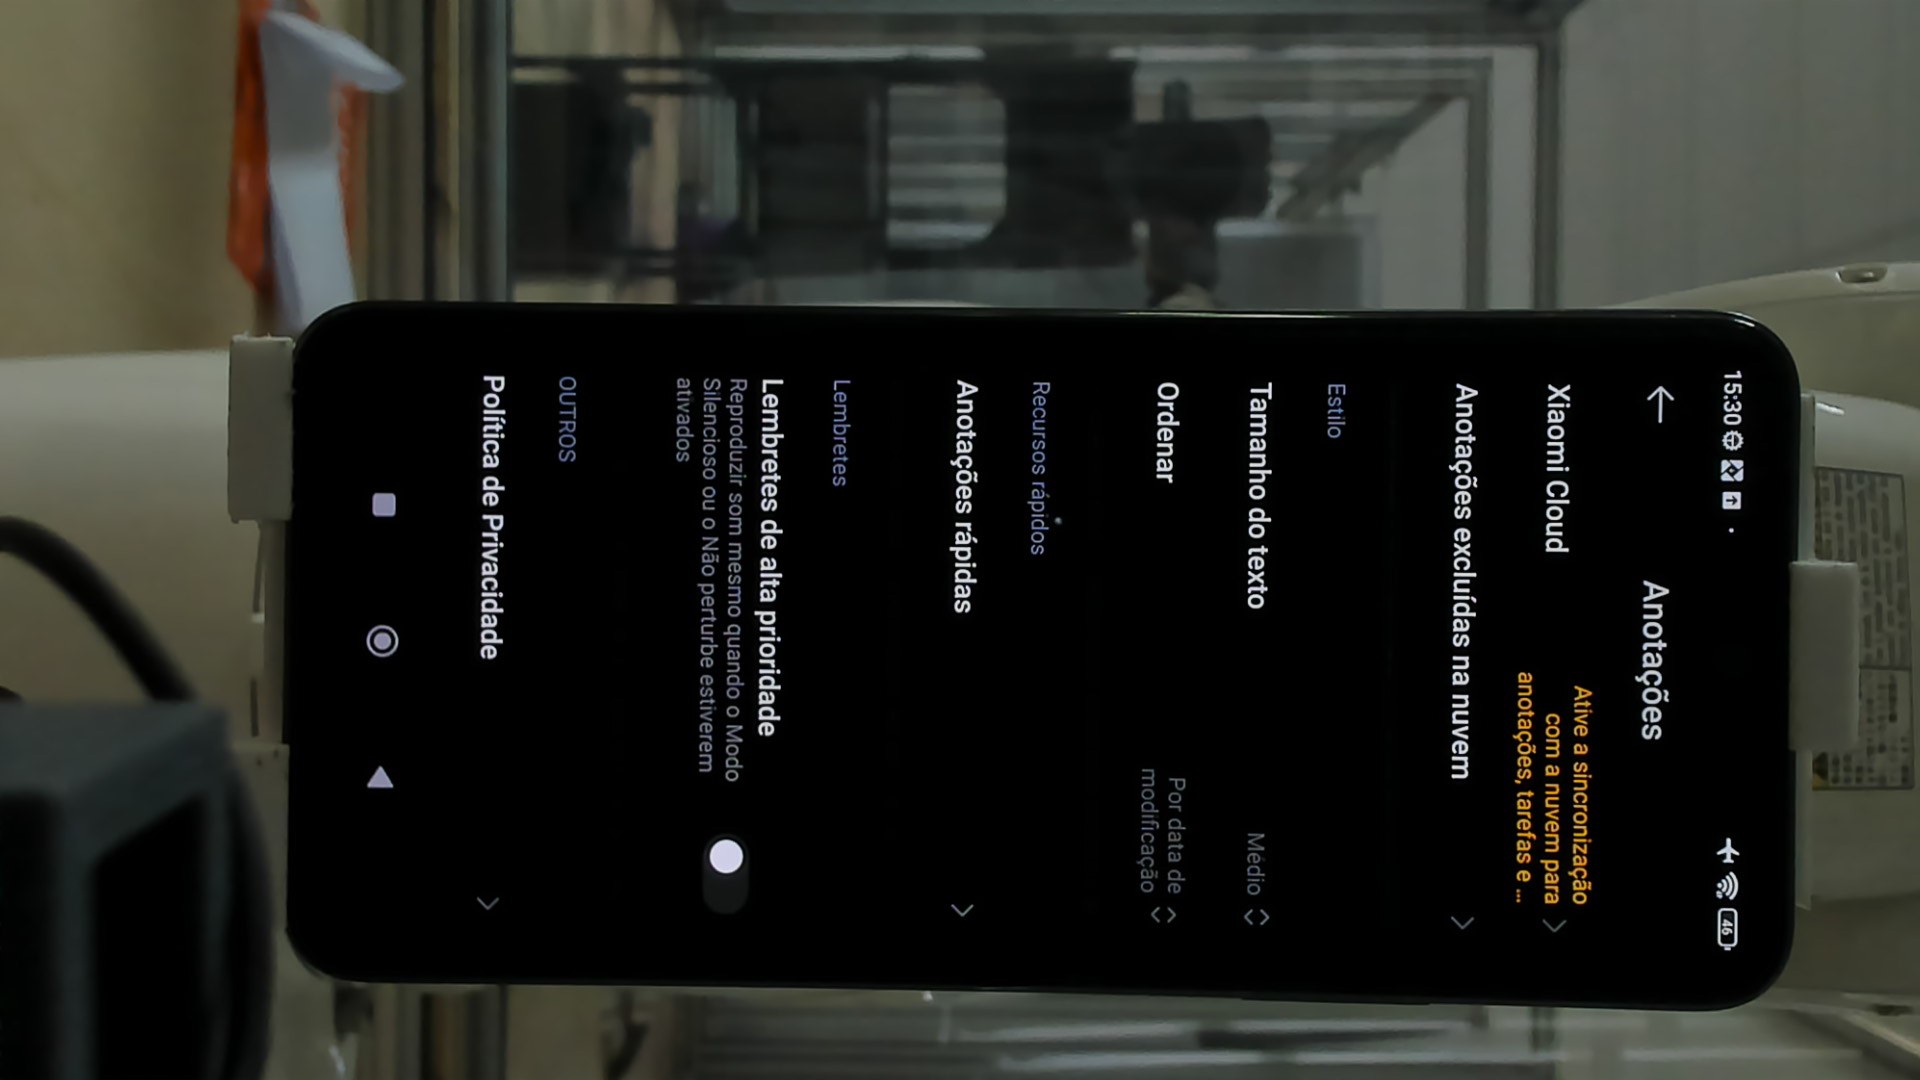 15:30
46
Anotações
Xiaomi Cloud
Ative a sincronização
com a nuvem para
anotações, tarefas e ...
Anotações excluídas na nuvem
Estilo
Tamanho do texto
Médio
Ordenar
Por data de
modificação
Recursos rápidos
Anotações rápidas
Lembretes
Lembretes de alta prioridade
Reproduzir som mesmo quando o Modo
Silencioso ou o Não perturbe estiverem
ativados
OUTROS
Política de Privacidade